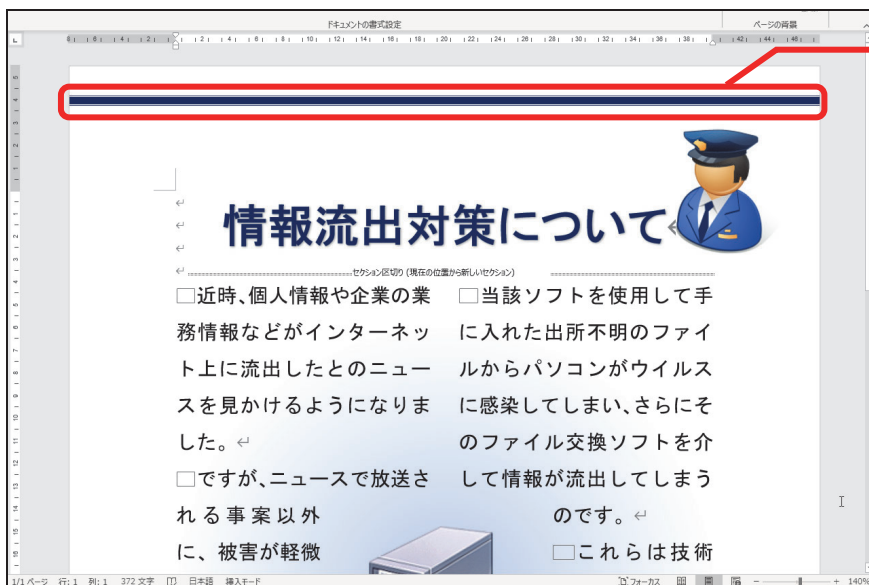 ドキュメントの書式設定
ページの背景
情報流出対策について
セクション区切り (現在の位置から新しいセクション)
近時、個人情報や企業の業
務情報などがインターネッ
ト上に流出したとのニュー
スを見かけるようになりま
した。
ですが、ニュースで放送さ
れる事案以外
に、被害が軽微
当該ソフトを使用して手
に入れた出所不明のファイ
ルからパソコンがウイルス
に感染してしまい、さらにそ
のファイル交換ソフトを介
して情報が流出してしまう
のです。
これらは技術
1/1 ページ 行: 1 列: 1 372 文字 日本語 挿入モード フォーカス 140%